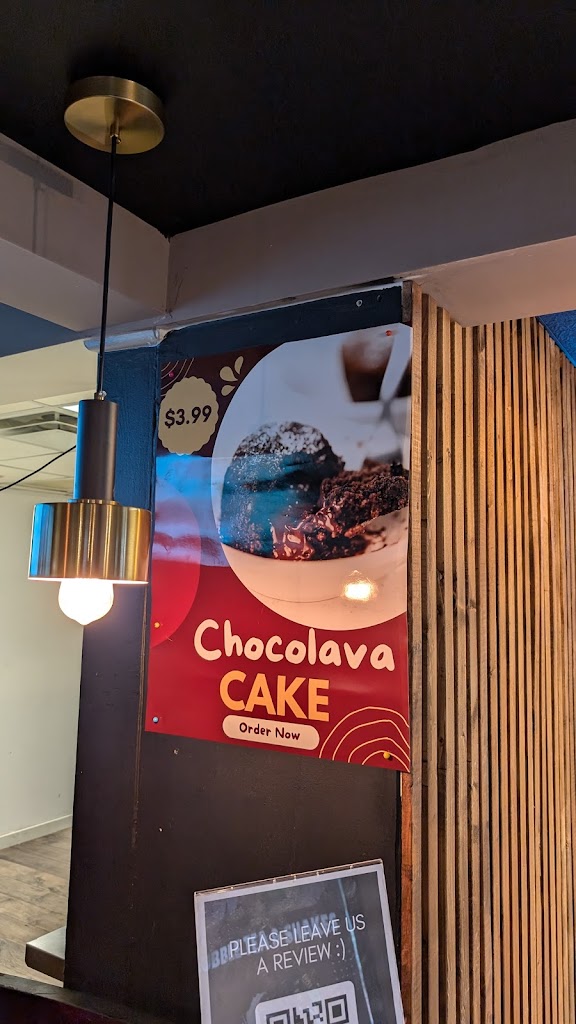 $3.99
Chocolava
CAKE
Order Now
PLEASE LEAVE US
A REVIEW :)